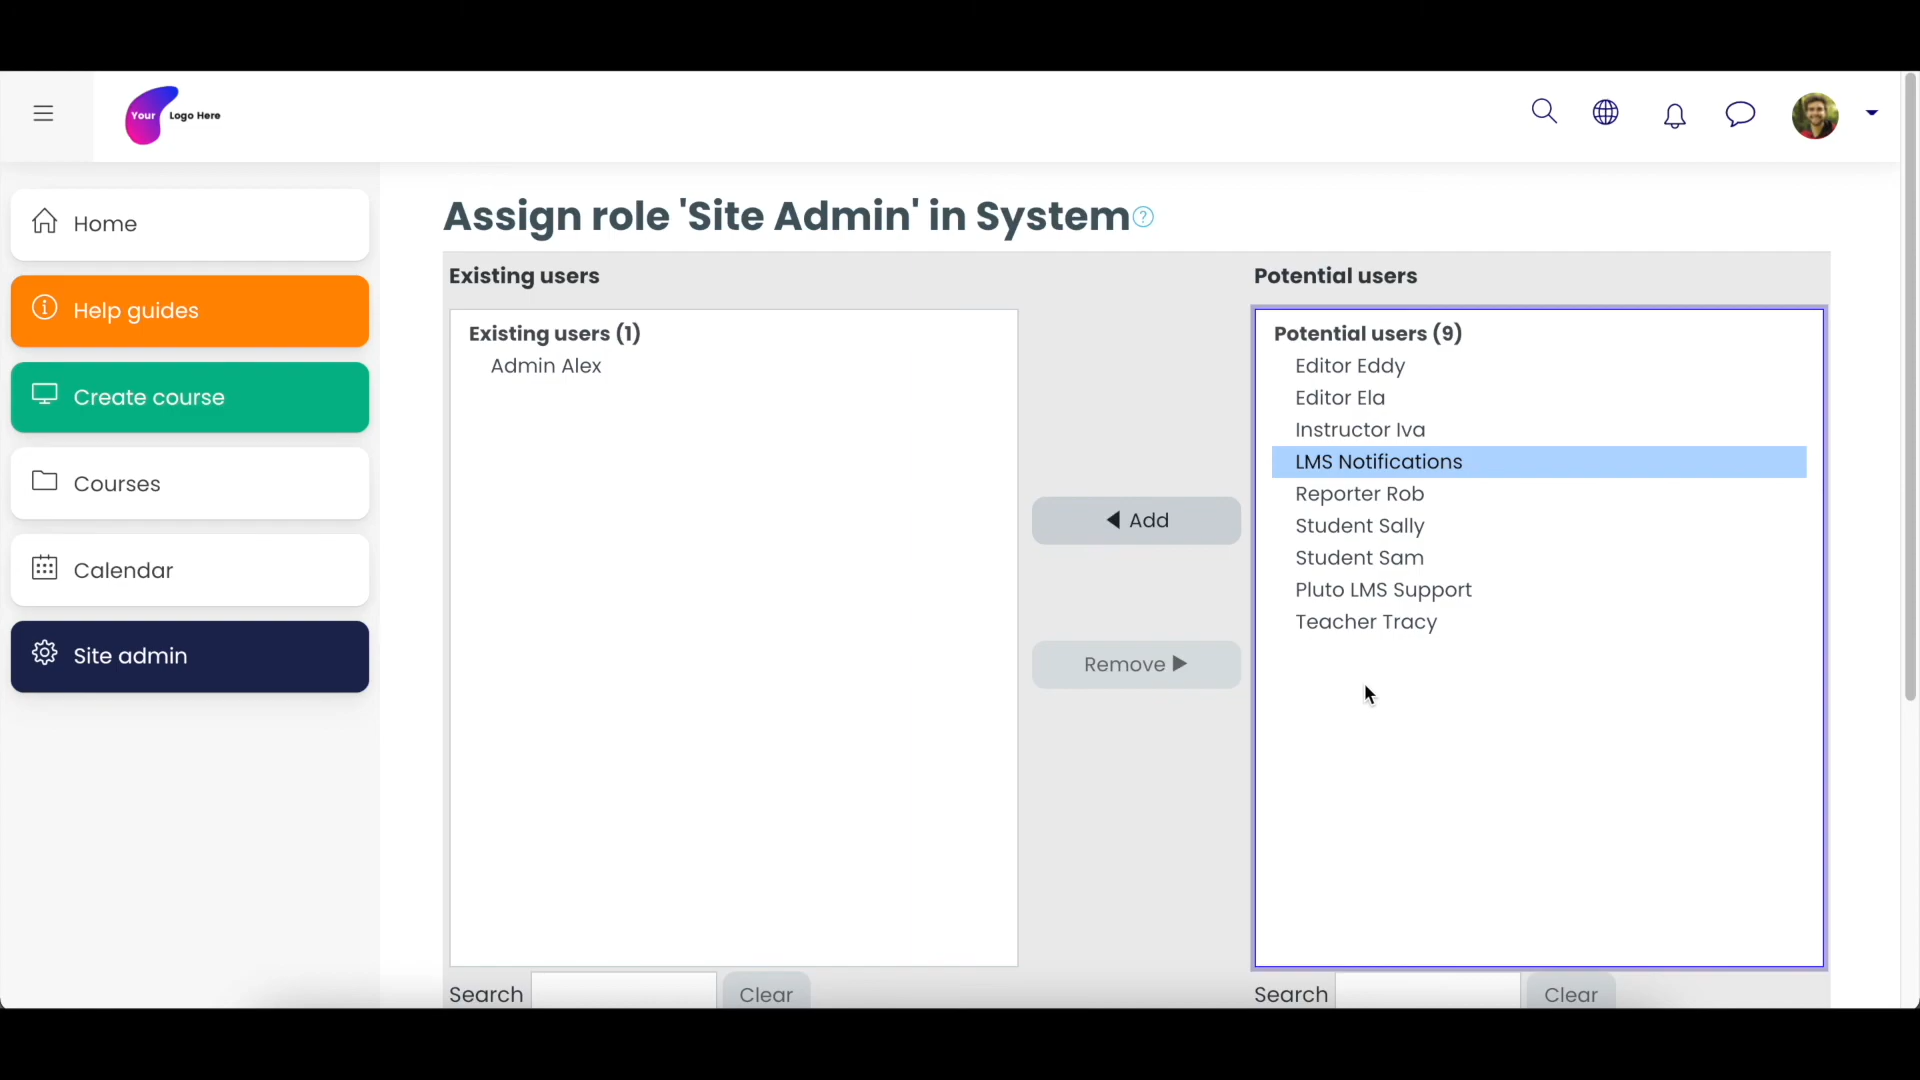 Your Logo Here
Home
Help guides
Create course
Courses
Calendar
Site admin
Assign role 'Site Admin' in System
?
Existing users
Existing users (1)
Admin Alex
Search
Clear
Add
Remove
Potential users
Potential users (9)
Editor Eddy
Editor Ela
Instructor Iva
LMS Notifications
Reporter Rob
Student Sally
Student Sam
Pluto LMS Support
Teacher Tracy
Search
Clear